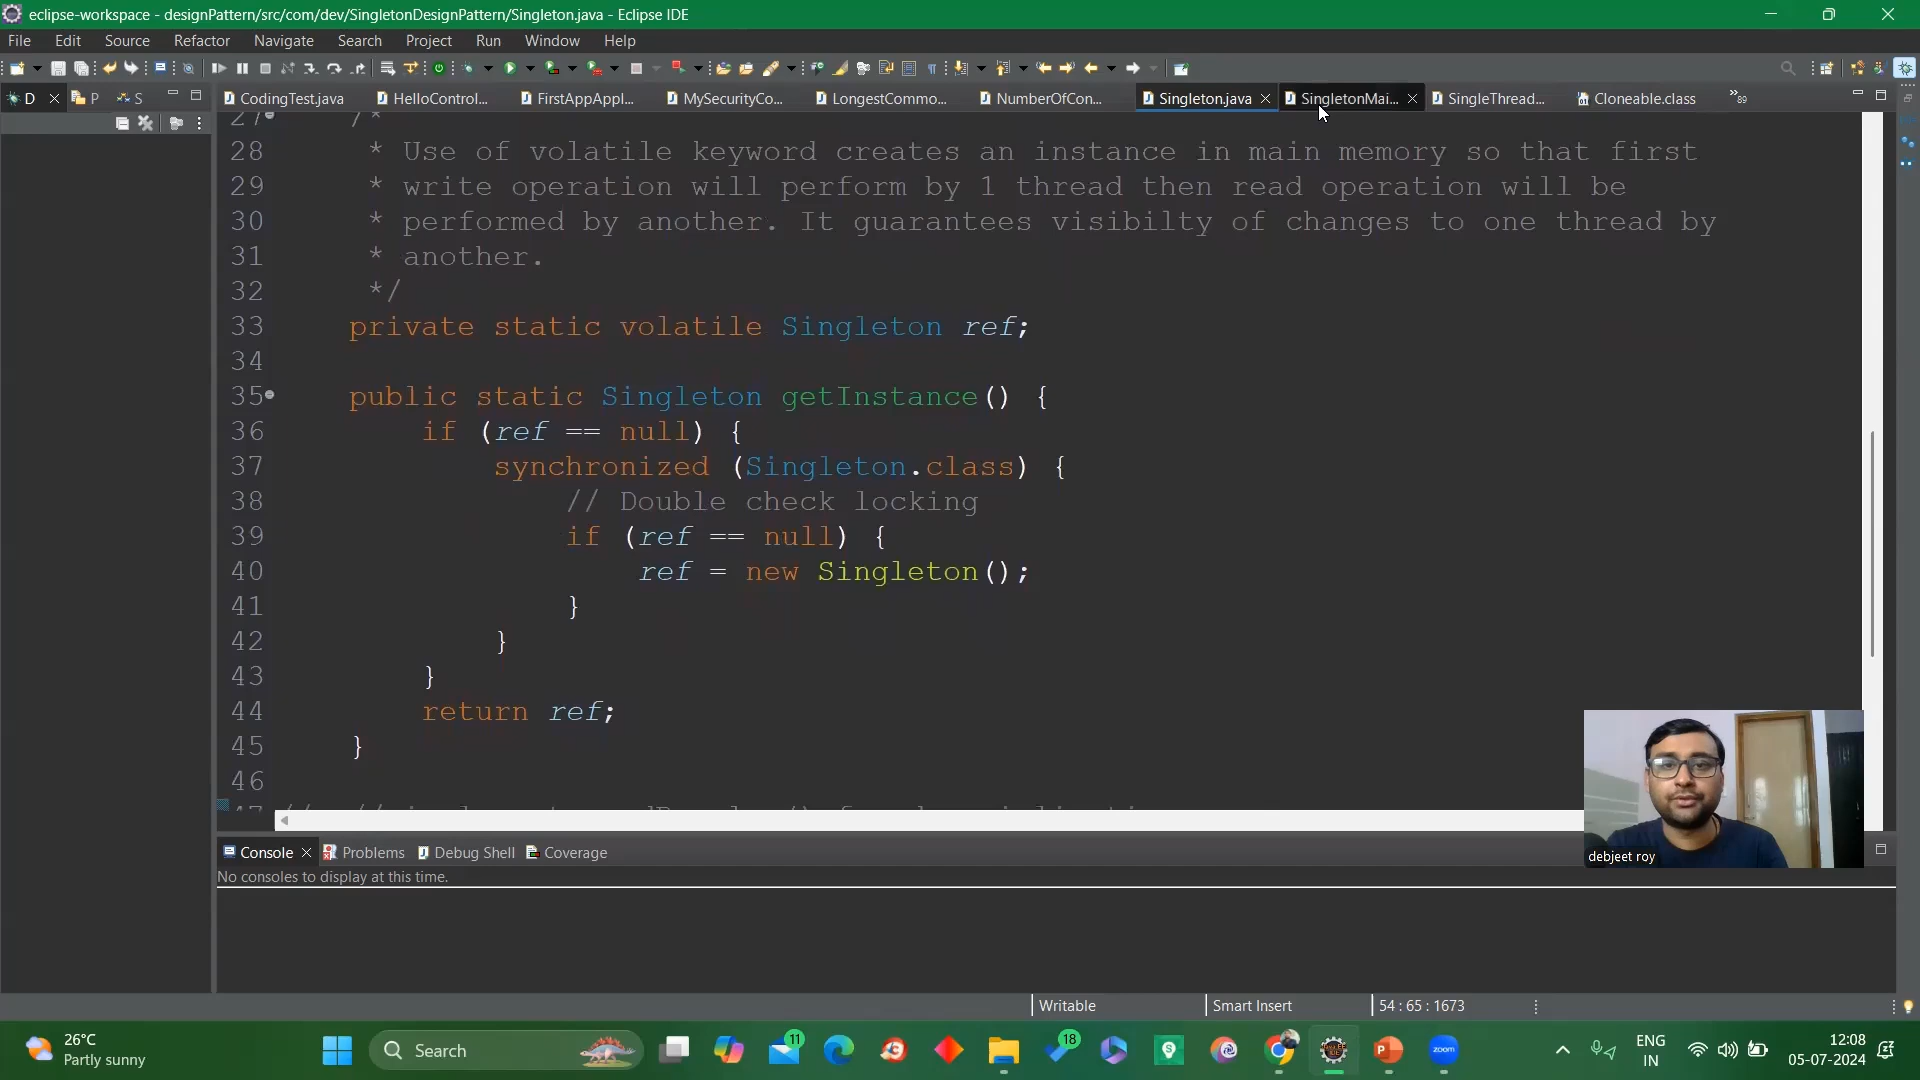 eclipse-workspace - designPattern/src/com/dev/SingletonDesignPattern/Singleton.java - Eclipse IDE
File Edit Source Refactor Navigate Search Project Run Window Help
D P S CodingTest.java HelloControl... FirstAppAppl... MySecurityCo... LongestCommo... NumberOfCon... Singleton.java SingletonMai... SingleThread... Cloneable.class 89
27 /*
28 * Use of volatile keyword creates an instance in main memory so that first
29 * write operation will perform by 1 thread then read operation will be
30 * performed by another. It guarantees visibilty of changes to one thread by
31 * another.
32 */
33 private static volatile Singleton ref;
34
35 public static Singleton getInstance() {
36 if (ref == null) {
37 synchronized (Singleton.class) {
38 // Double check locking
39 if (ref == null) {
40 ref = new Singleton();
41 }
42 }
43 }
44 return ref;
45 }
46
debjeet roy
Console Problems Debug Shell Coverage
No consoles to display at this time.
Writable Smart Insert 54 : 65 : 1673
26°C
Partly sunny
Search
11
18
zoom
ENG
IN
12:08
05-07-2024